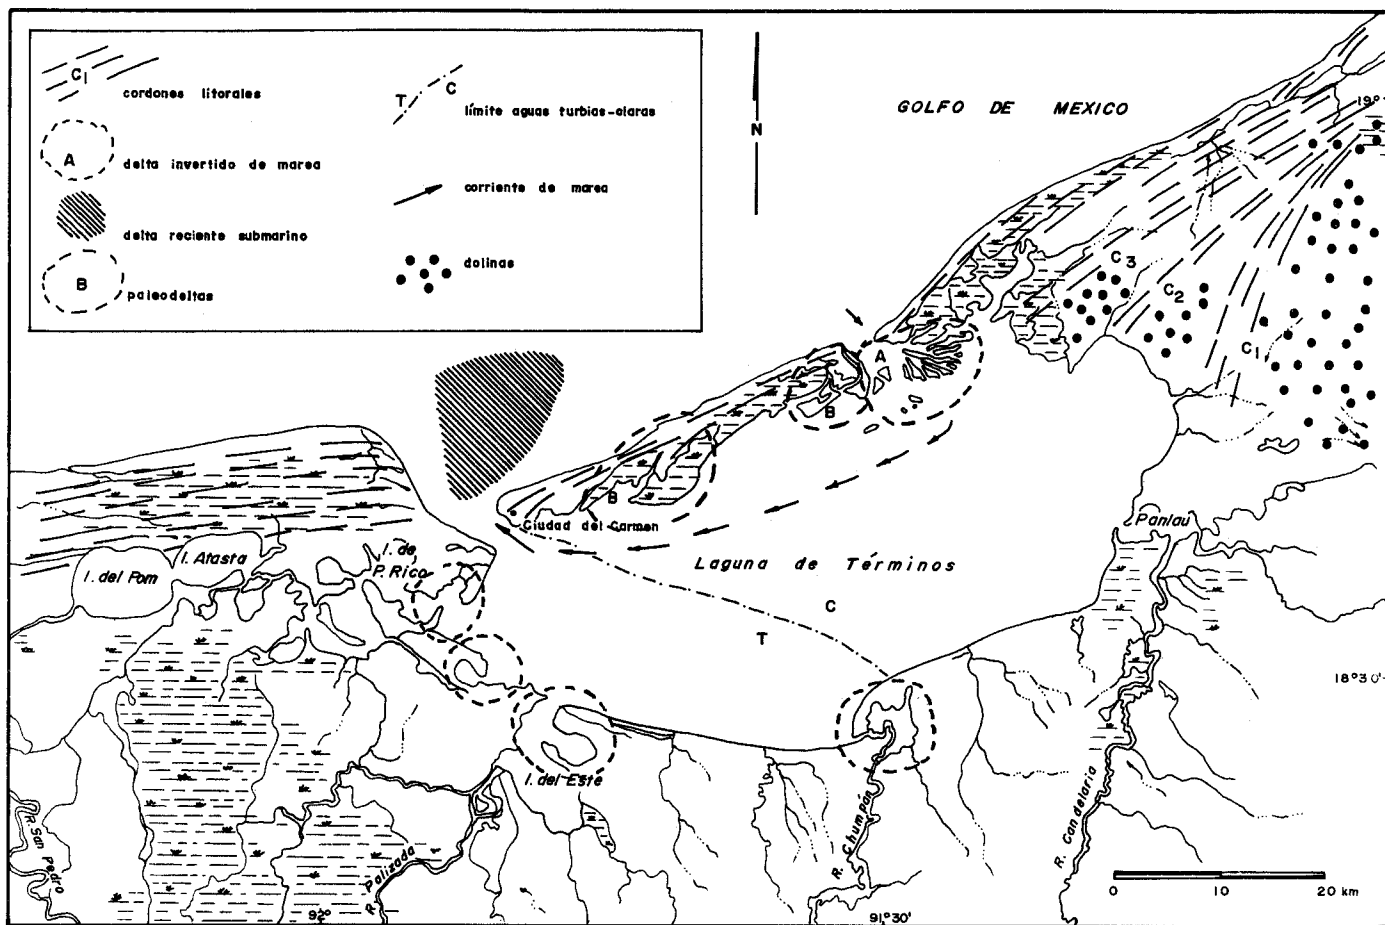 C1
cordones litorales
A
delta invertido de marea
delta reciente submarino
B
paleodeltas
T C
límite aguas turbias-claras
corriente de marea
dolinas
N
GOLFO DE MEXICO
19°
C3
C2
C1
A
B
B
Ciudad del Carmen
Panlau
l. Atasta
l. de
P. Rico
l. del Pom
Laguna de Términos
C
T
18°30'
l. del Este
R. San Pedro
R. Palizada
R. Chumpán
R. Candelaria
0 10 20 km
92°
91°30'